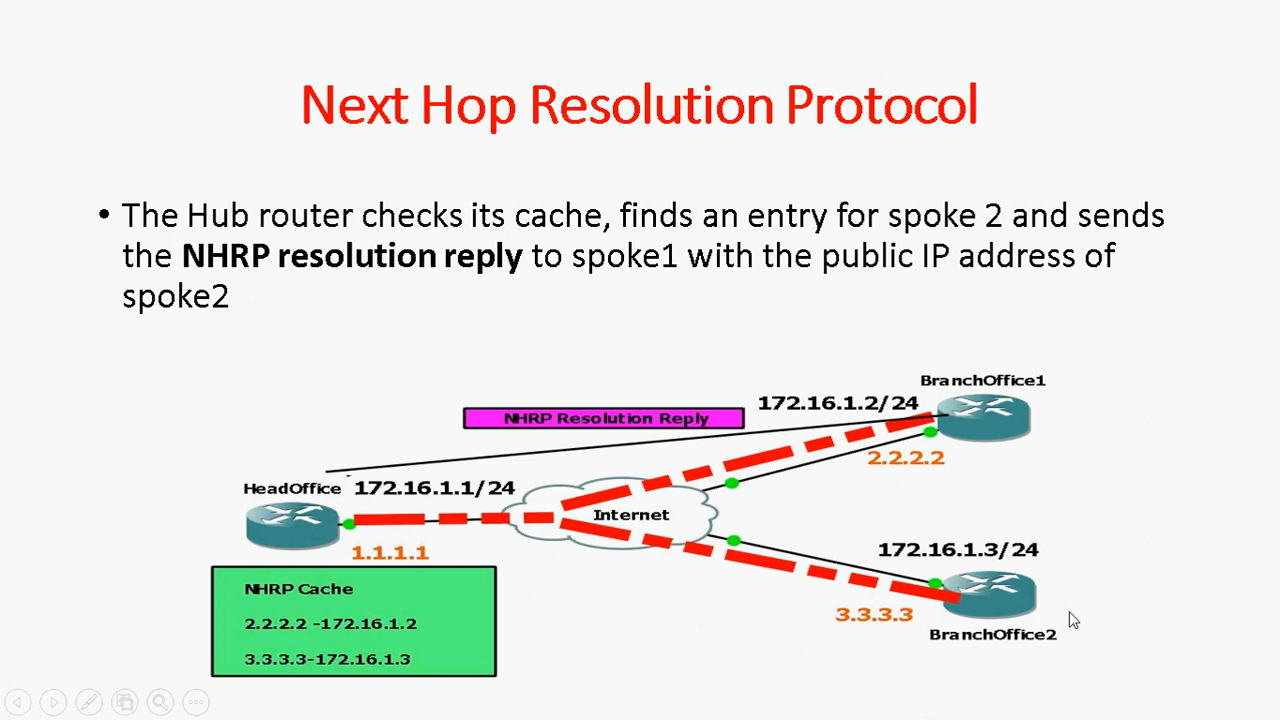 Next Hop Resolution Protocol
• The Hub router checks its cache, finds an entry for spoke 2 and sends
the NHRP resolution reply to spoke1 with the public IP address of
spoke2
BranchOffice1
172.16.1.2/24
NHRP Resolution Reply
2.2.2.2
HeadOffice
172.16.1.1/24
Internet
1.1.1.1
172.16.1.3/24
3.3.3.3
BranchOffice2
NHRP Cache
2.2.2.2 -172.16.1.2
3.3.3.3-172.16.1.3